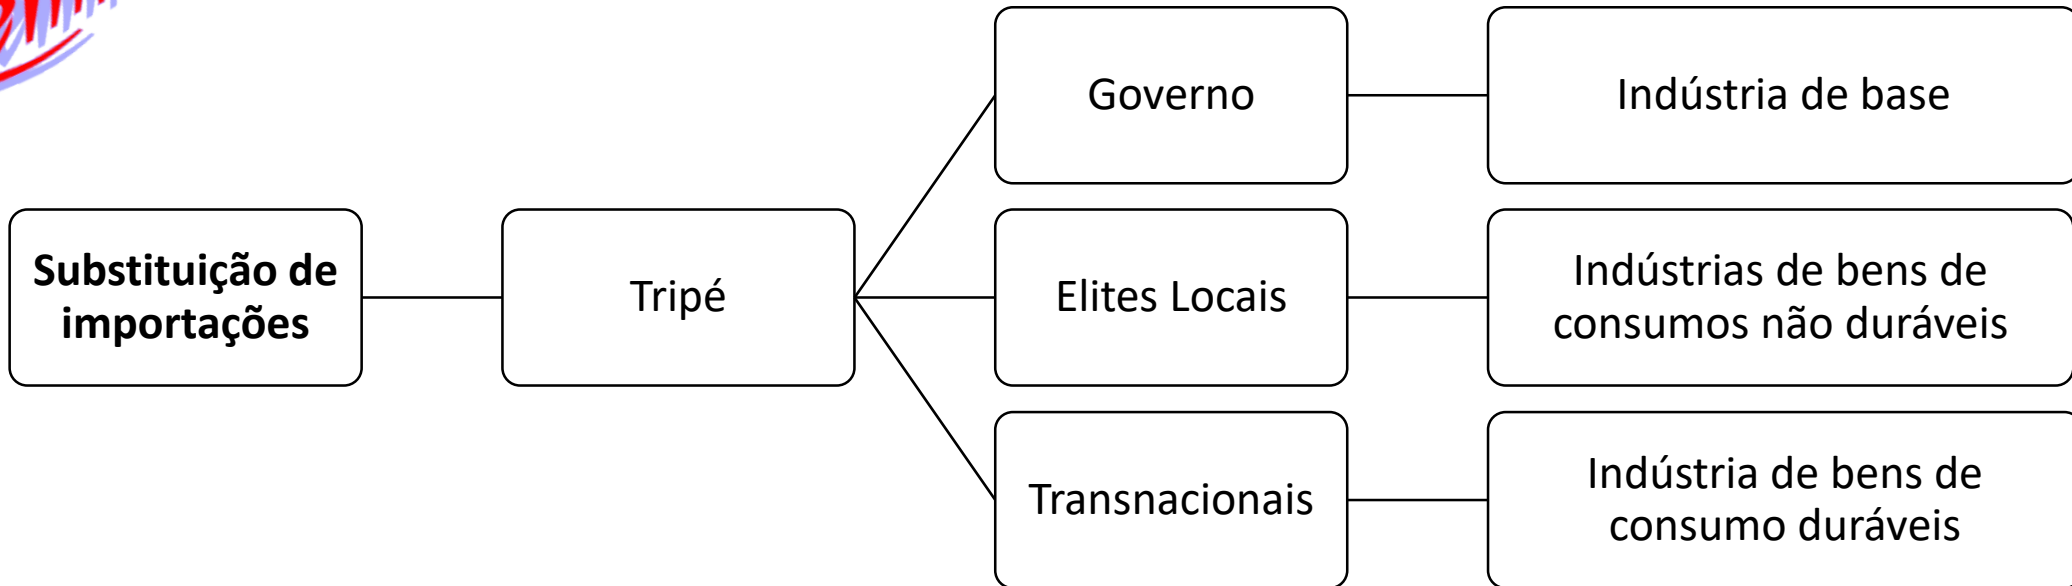 Governo
Indústria de base
Substituição de
importações
Tripé
Elites Locais
Indústrias de bens de
consumos não duráveis
Transnacionais
Indústria de bens de
consumo duráveis